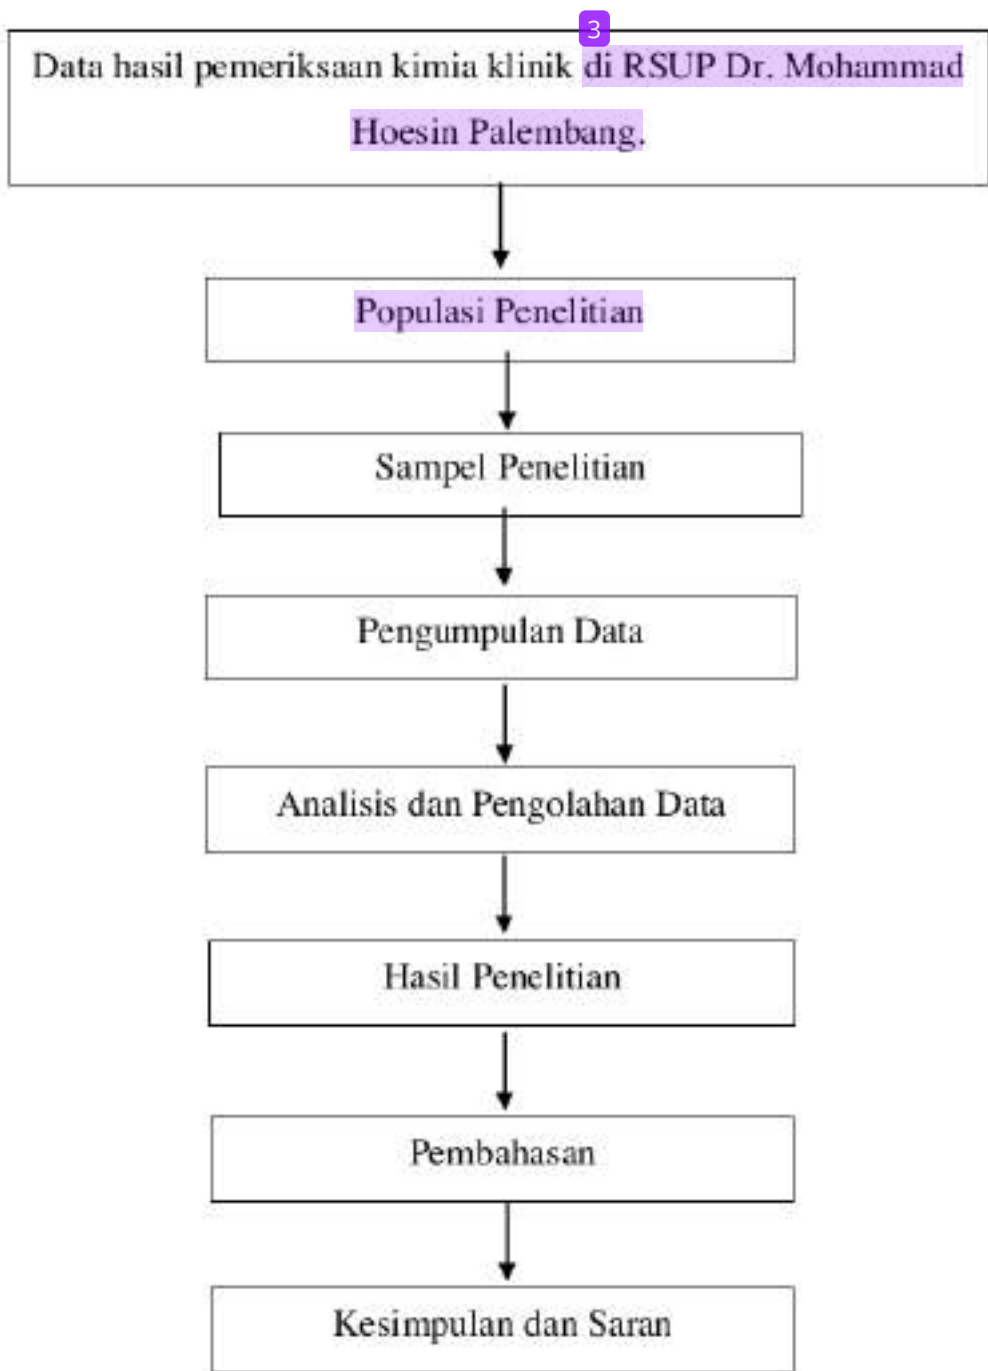 3
Data hasil pemeriksaan kimia klinik di RSUP Dr. Mohammad
Hoesin Palembang.
Populasi Penelitian
Sampel Penelitian
Pengumpulan Data
Analisis dan Pengolahan Data
Hasil Penelitian
Pembahasan
Kesimpulan dan Saran